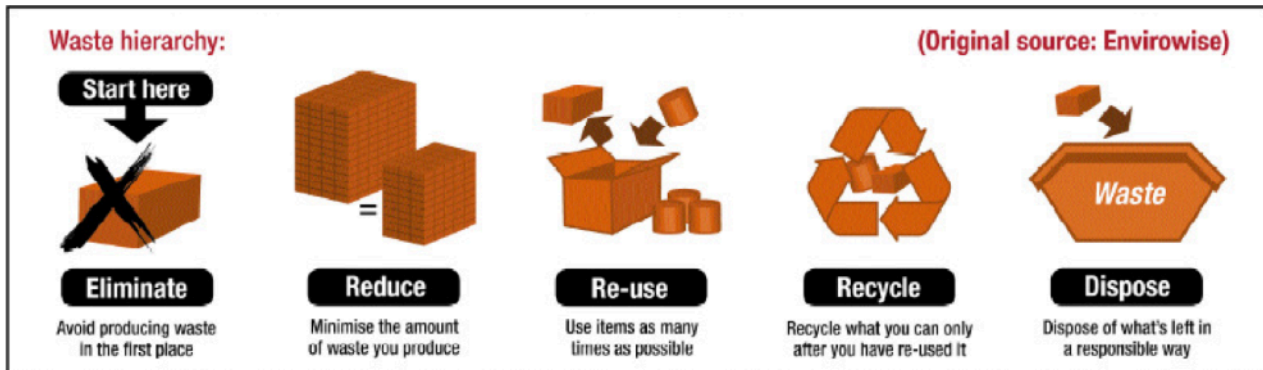 Waste hierarchy:
(Original source: Envirowise)
Start here
=
Waste
Eliminate
Avoid producing waste
in the first place
Reduce
Minimise the amount
of waste you produce
Re-use
Use items as many
times as possible
Recycle
Recycle what you can only
after you have re-used it
Dispose
Dispose of what's left in
a responsible way